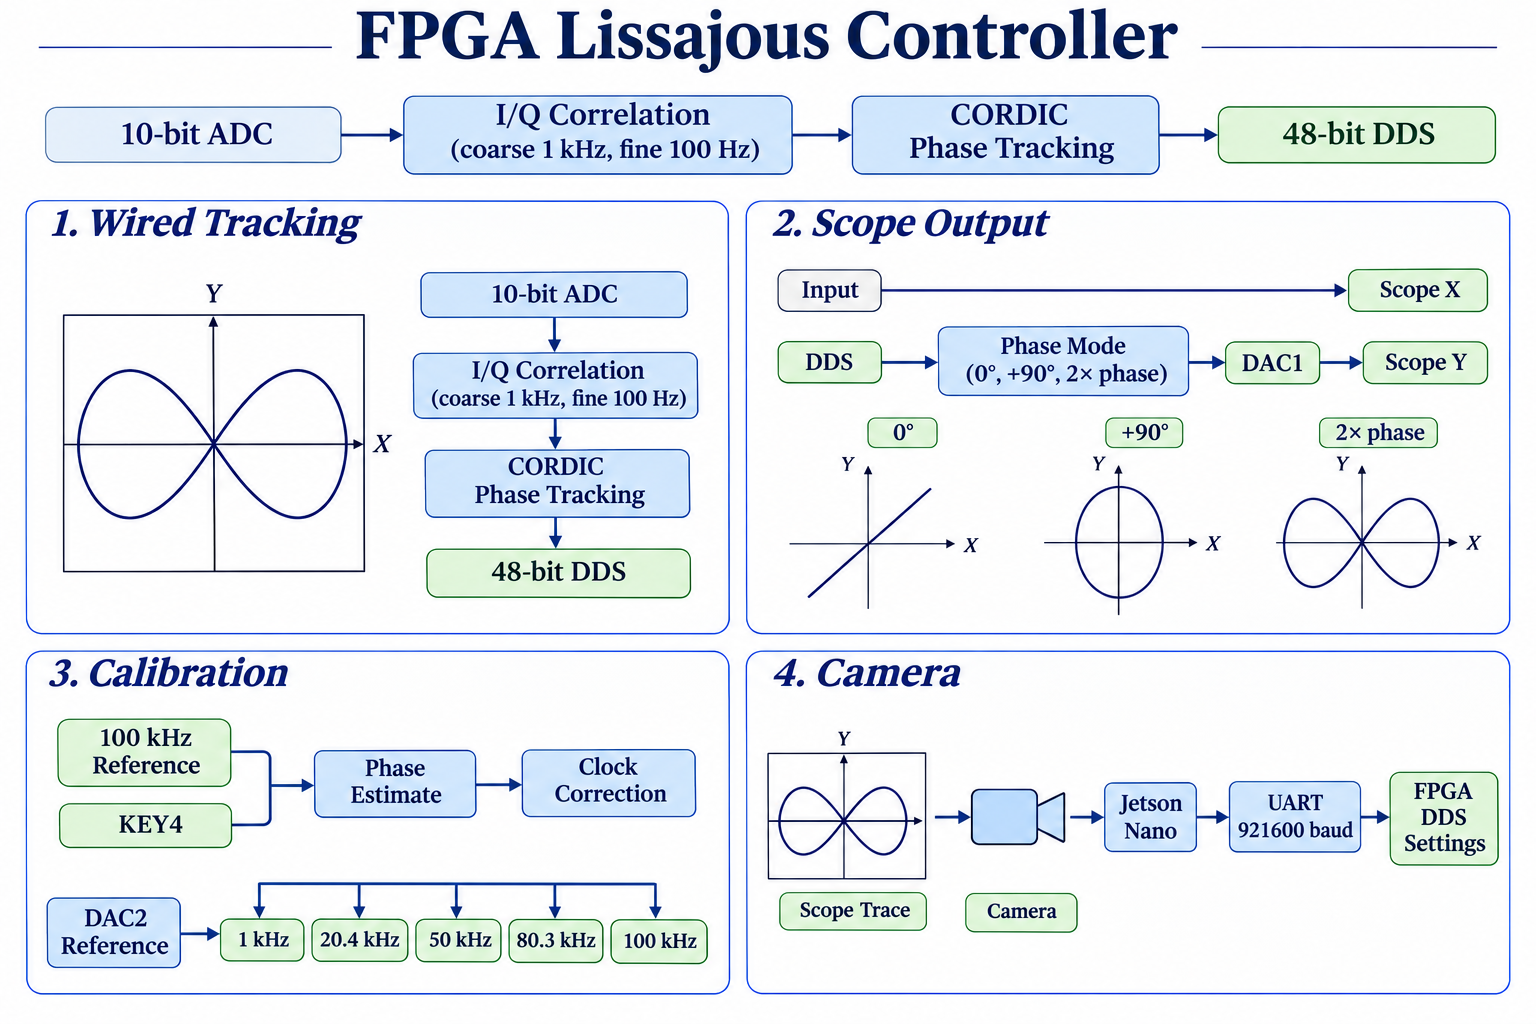 FPGA Lissajous Controller
10-bit ADC
I/Q Correlation
(coarse 1 kHz, fine 100 Hz)
CORDIC
Phase Tracking
48-bit DDS
1. Wired Tracking
Y
X
10-bit ADC
I/Q Correlation
(coarse 1 kHz, fine 100 Hz)
CORDIC
Phase Tracking
48-bit DDS
2. Scope Output
Input
Scope X
DDS
Phase Mode
(0°, +90°, 2× phase)
DAC1
Scope Y
0°
+90°
2× phase
Y
X
Y
X
Y
X
3. Calibration
100 kHz
Reference
KEY4
Phase
Estimate
Clock
Correction
DAC2
Reference
1 kHz
20.4 kHz
50 kHz
80.3 kHz
100 kHz
4. Camera
Y
Jetson
Nano
UART
921600 baud
FPGA
DDS
Settings
Scope Trace
Camera